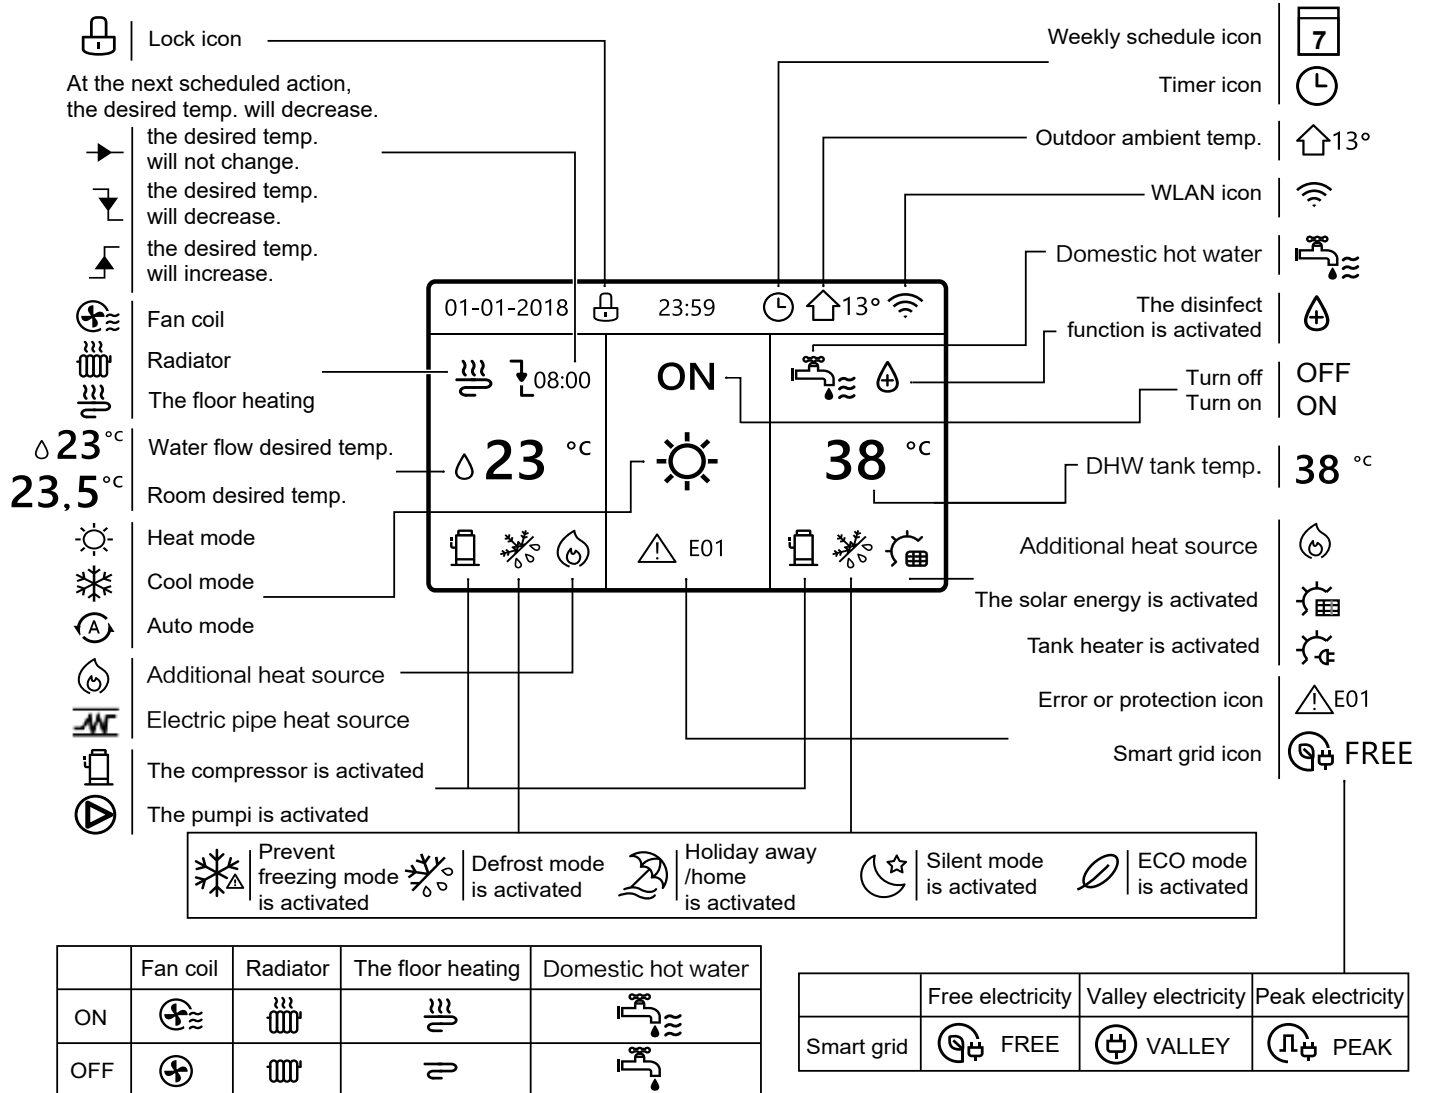 Lock icon
At the next scheduled action,
the desired temp. will decrease.
the desired temp.
will not change.
the desired temp.
will decrease.
the desired temp.
will increase.
Fan coil
Radiator
The floor heating
23 °c
Water flow desired temp.
23,5 °c
Room desired temp.
Heat mode
Cool mode
A
Auto mode
Additional heat source
Electric pipe heat source
The compressor is activated
The pumpi is activated
01-01-2018
23:59
13°
08:00
ON
23 °c
38 °c
E01
Weekly schedule icon
7
Timer icon
Outdoor ambient temp.
13°
WLAN icon
Domestic hot water
The disinfect
function is activated
Turn off
OFF
Turn on
ON
DHW tank temp.
38 °c
Additional heat source
The solar energy is activated
Tank heater is activated
Error or protection icon
E01
Smart grid icon
FREE
Prevent
freezing mode
is activated
Defrost mode
is activated
Holiday away
/home
is activated
Silent mode
is activated
ECO mode
is activated
Fan coil
Radiator
The floor heating
Domestic hot water
ON
OFF
Free electricity
Valley electricity
Peak electricity
Smart grid
FREE
VALLEY
PEAK